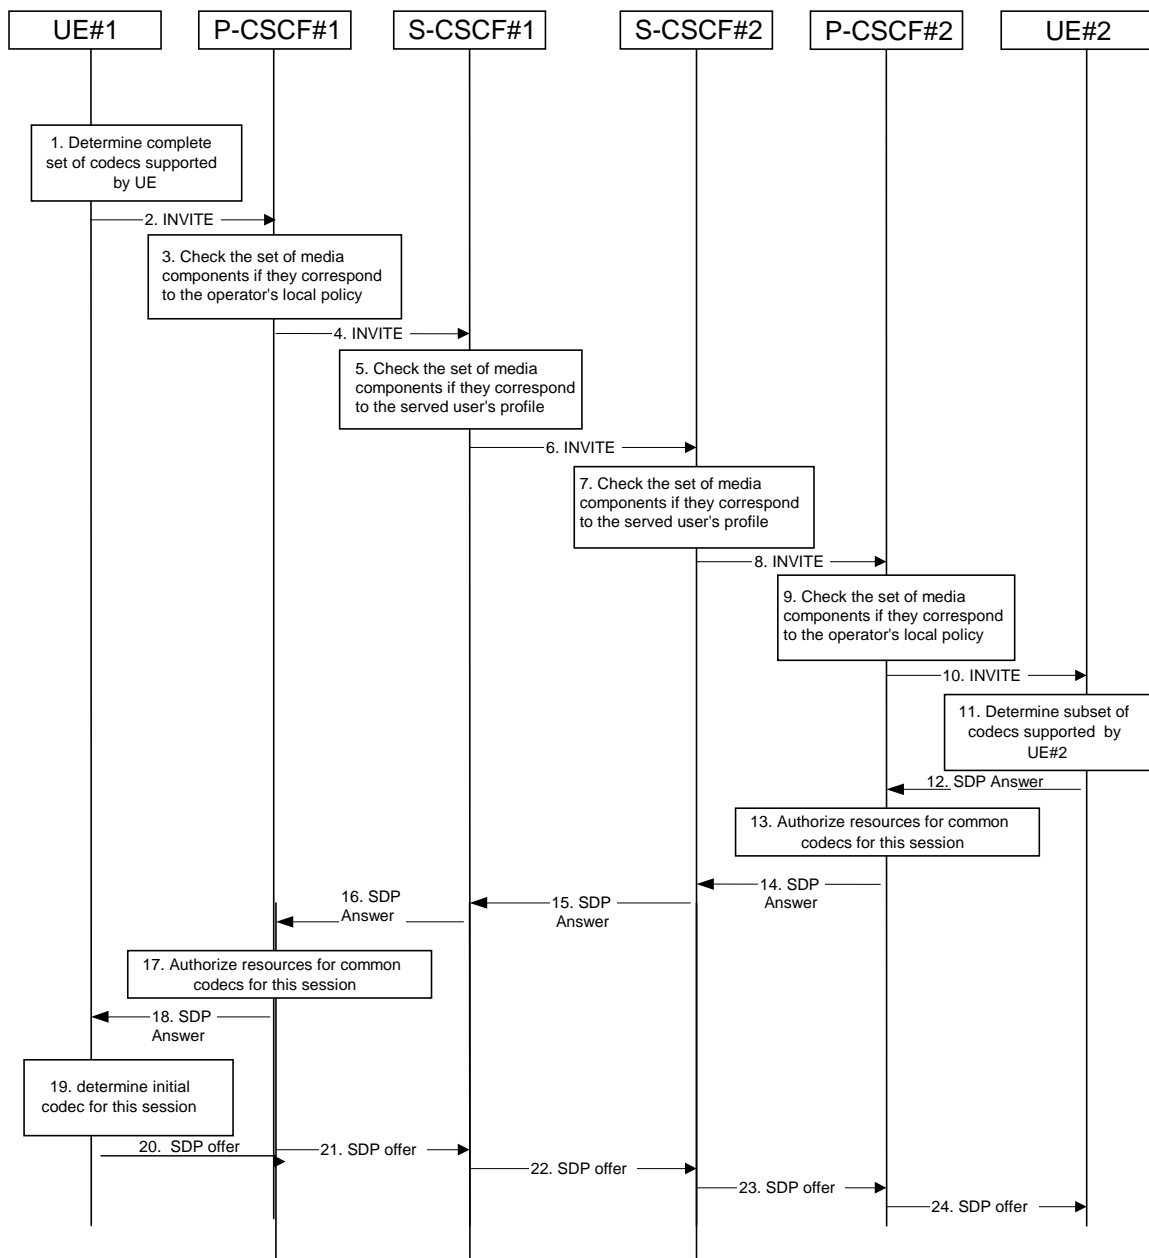 UE#1
P-CSCF#1
S-CSCF#1
S-CSCF#2
P-CSCF#2
UE#2
1. Determine complete
set of codecs supported
by UE
2. INVITE
3. Check the set of media
components if they correspond
to the operator's local policy
4. INVITE
5. Check the set of media
components if they correspond
to the served user's profile
6. INVITE
7. Check the set of media
components if they correspond
to the served user's profile
8. INVITE
9. Check the set of media
components if they correspond
to the operator's local policy
10. INVITE
11. Determine subset of
codecs supported by
UE#2
12. SDP Answer
13. Authorize resources for common
codecs for this session
14. SDP
Answer
15. SDP
Answer
16. SDP
Answer
17. Authorize resources for common
codecs for this session
18. SDP
Answer
19. determine initial
codec for this session
20. SDP offer
21. SDP offer
22. SDP offer
23. SDP offer
24. SDP offer